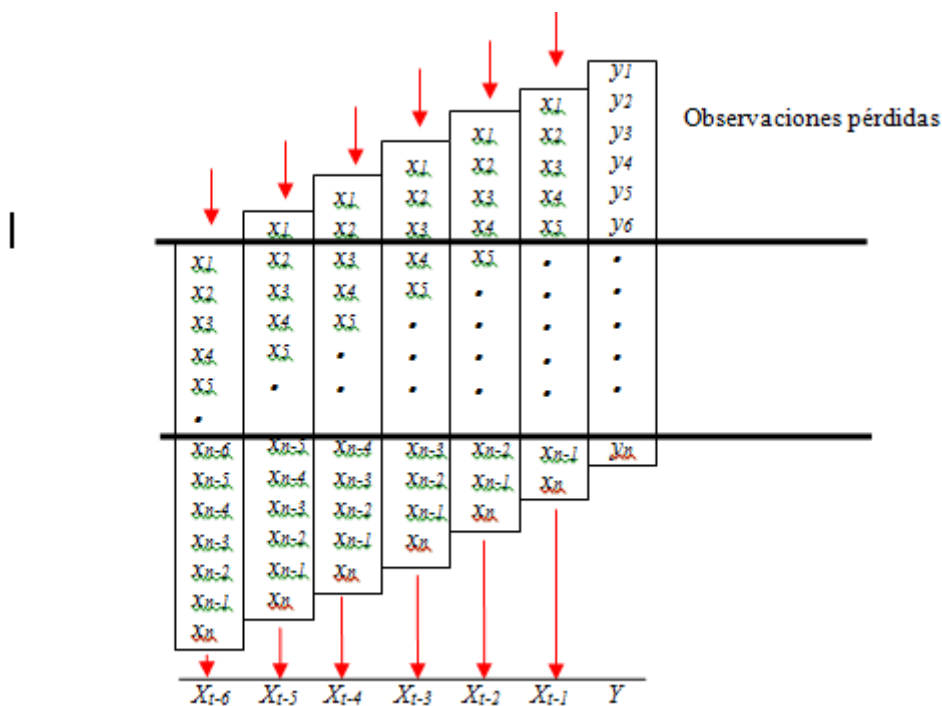 y1
x1 y2
Observaciones pérdidas
x1 x2 y3
x1 x2 x3 y4
x1 x2 x3 x4 y5
x1 x2 x3 x4 x5 y6
x1 x2 x3 x4 x5 . .
x2 x3 x4 x5 . . .
x3 x4 x5 . . . .
x4 x5 . . . . .
x5 . . . . . .
.
xn-6 xn-5 xn-4 xn-3 xn-2 xn-1 yn
xn-5 xn-4 xn-3 xn-2 xn-1 xn
xn-4 xn-3 xn-2 xn-1 xn
xn-3 xn-2 xn-1 xn
xn-2 xn-1 xn
xn-1 xn
xn
Xt-6 Xt-5 Xt-4 Xt-3 Xt-2 Xt-1 Y